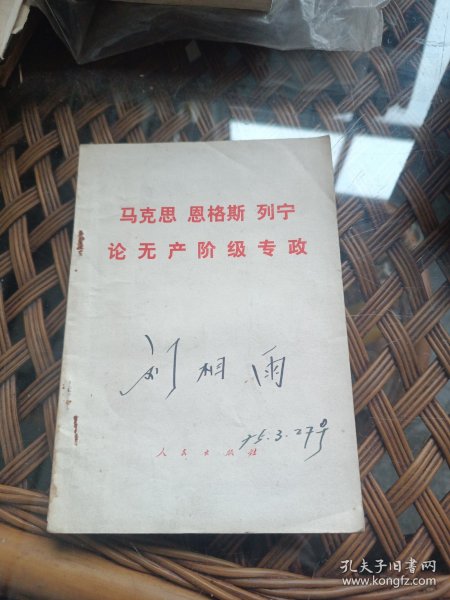 马克思 恩格斯 列宁
论无产阶级专政
刘相雨
75.3.27号
人民出版社
孔夫子旧书网
www.kongfz.com